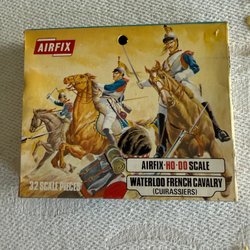 AIRFIX
AIRFIX-HO-OO SCALE
WATERLOO FRENCH CAVALRY
(CUIRASSIERS)
32 SCALE PIECES